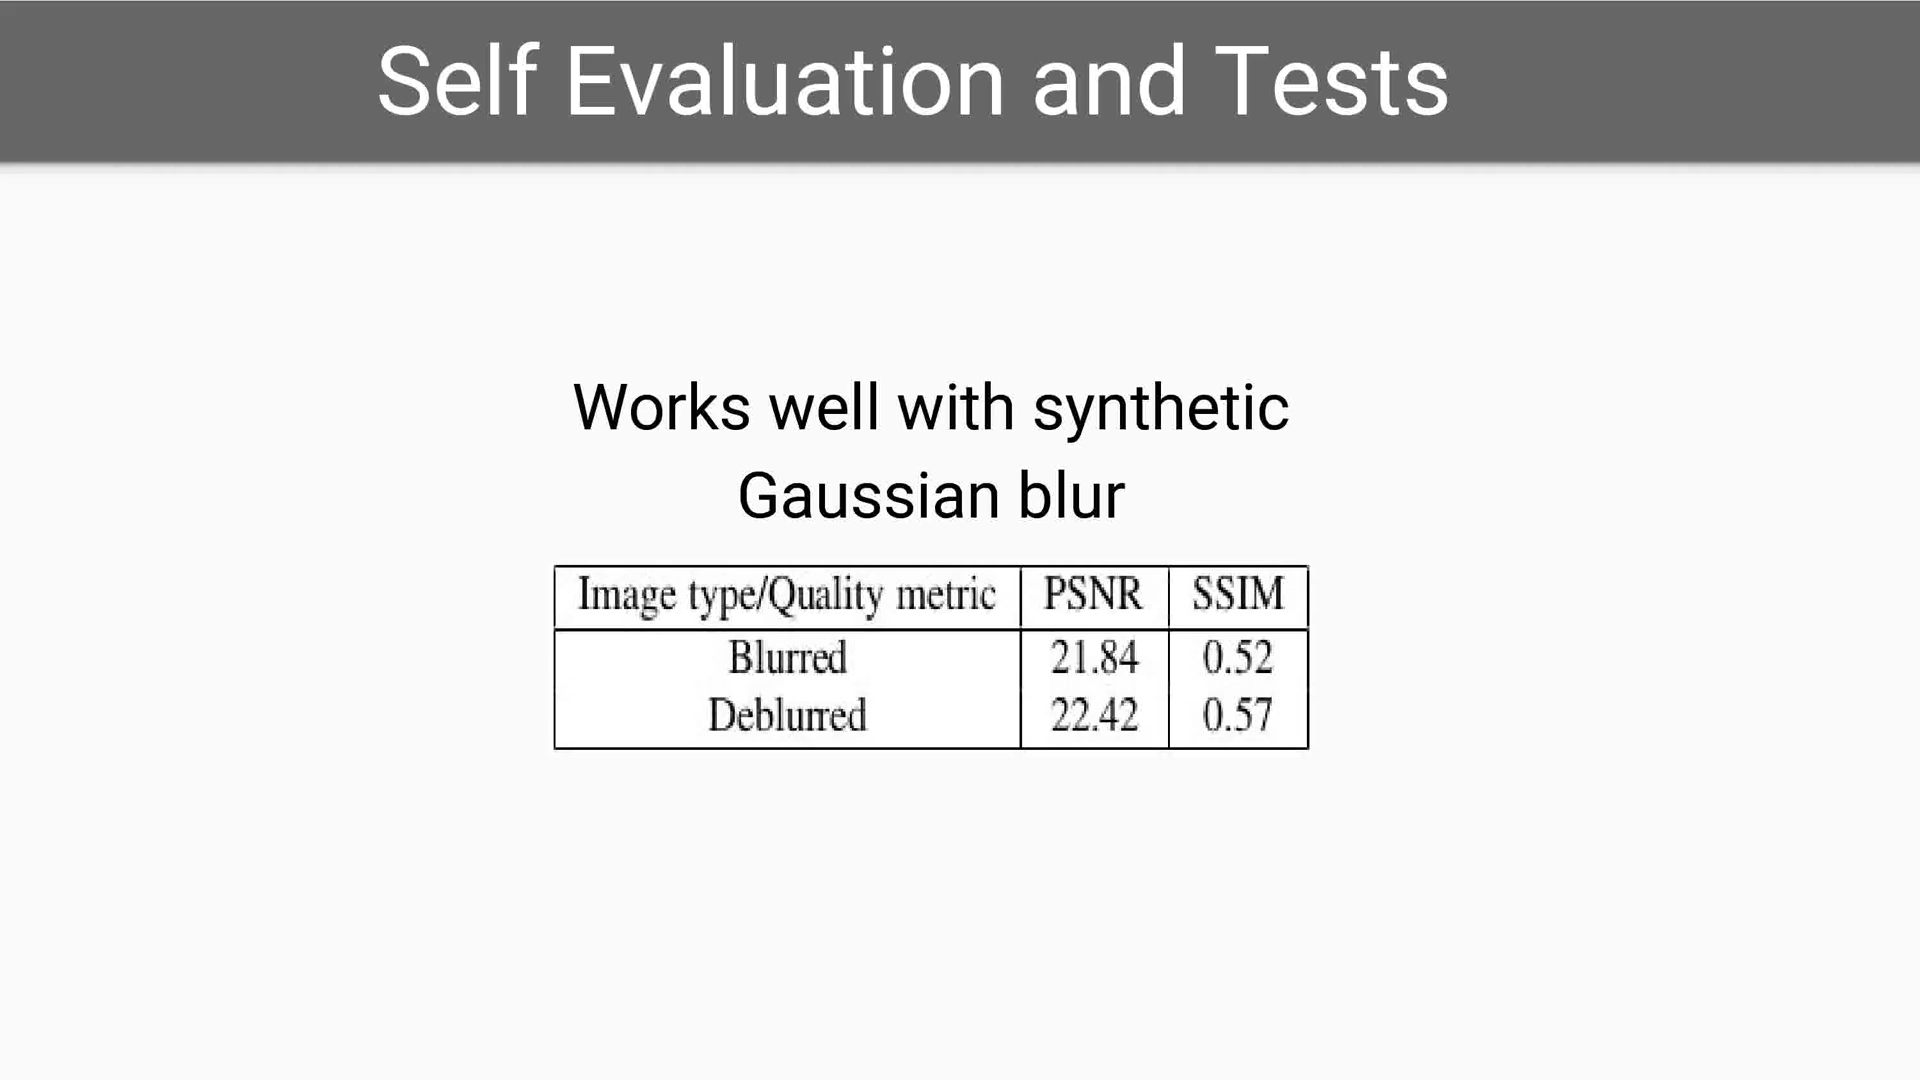 Self Evaluation and Tests
Works well with synthetic
Gaussian blur
Image type/Quality metric PSNR SSIM
Blurred 21.84 0.52
Deblurred 22.42 0.57